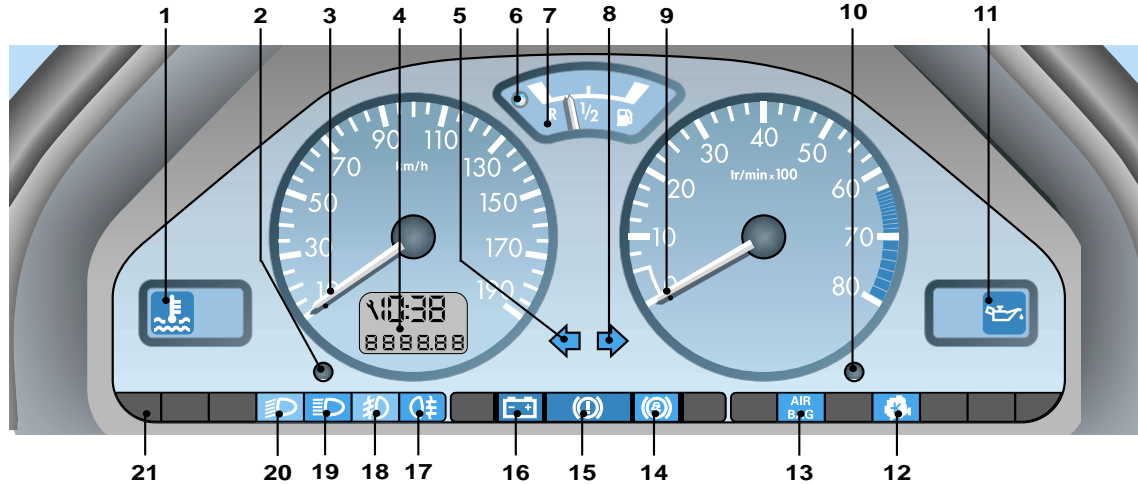 1 2 3 4 5 6 7 8 9 10 11
R 1/2
10 30 50 70 90 110 130 150 170 190
km/h
0 10 20 30 40 50 60 70 80
tr/min x 100
10:38
8888.88
AIR
BAG
21 20 19 18 17 16 15 14 13 12